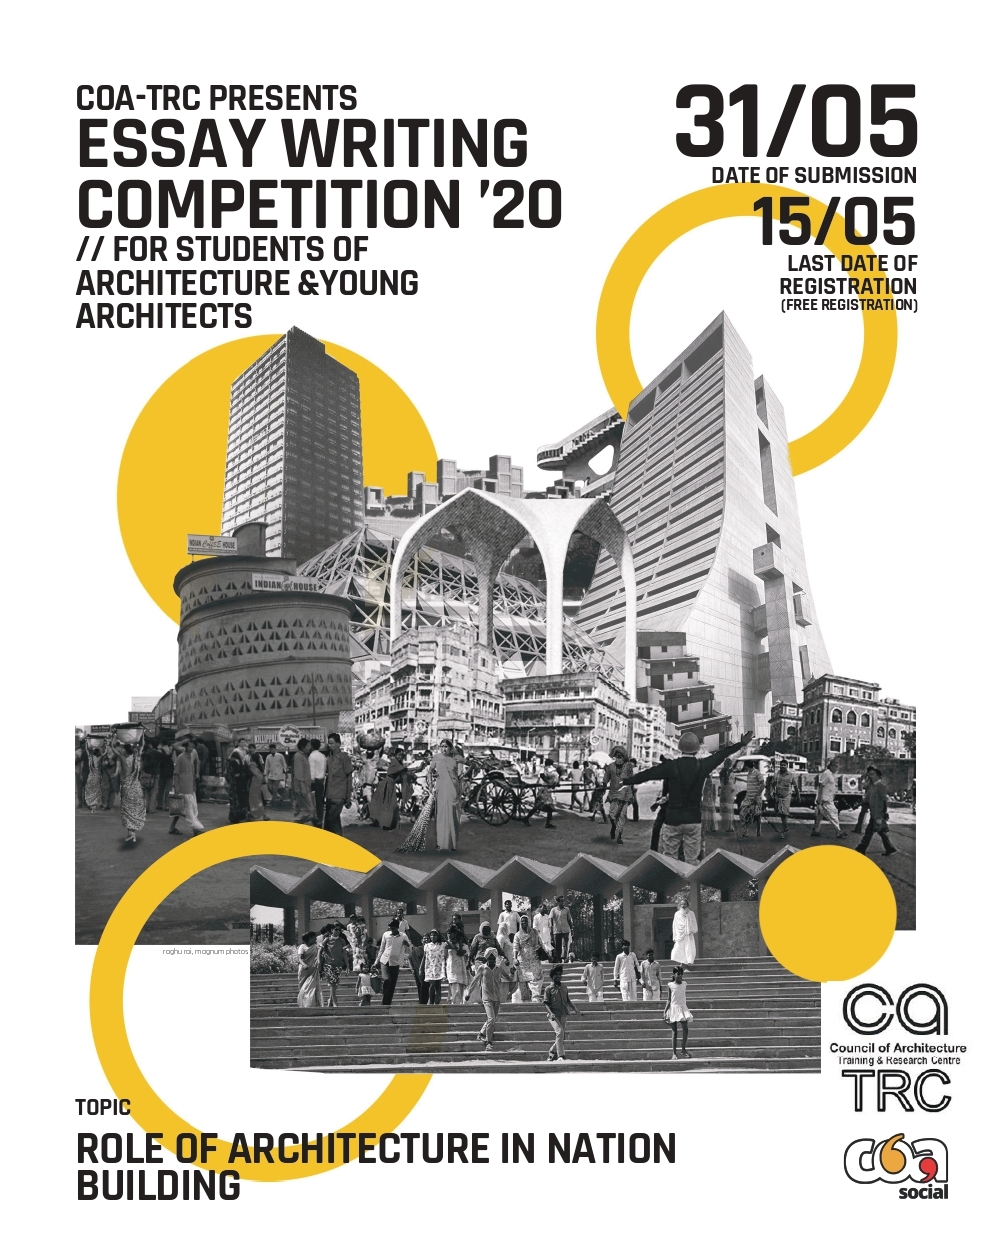 COA-TRC PRESENTS
ESSAY WRITING
COMPETITION ’20
// FOR STUDENTS OF
ARCHITECTURE &YOUNG
ARCHITECTS
31/05
DATE OF SUBMISSION
15/05
LAST DATE OF
REGISTRATION
(FREE REGISTRATION)
INDIAN COFFEE HOUSE
INDIAN HOUSE
raghu rai, magnum photos
ca
Council of Architecture
Training & Research Centre
TRC
TOPIC
ROLE OF ARCHITECTURE IN NATION
BUILDING
coa
social